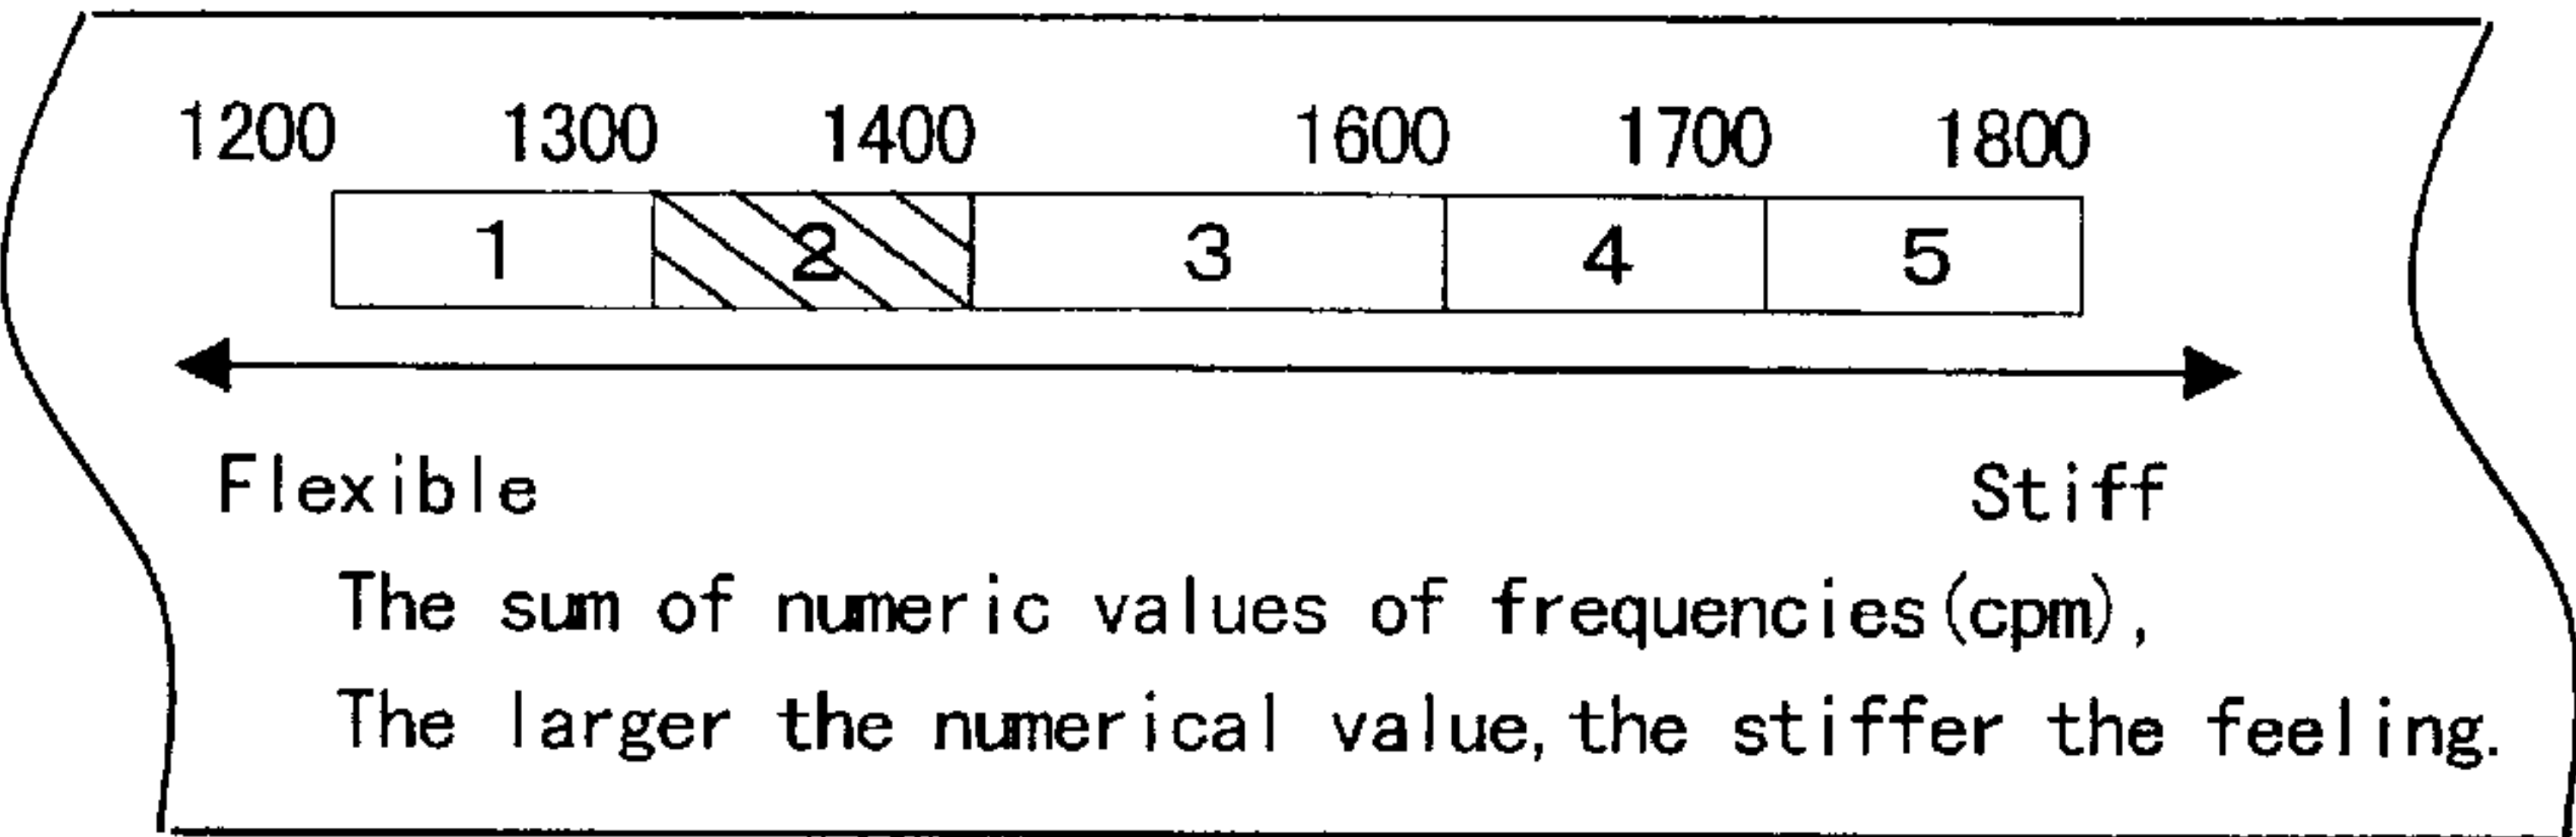 1200 1300 1400 1600 1700 1800
1 2 3 4 5
Flexible Stiff
The sum of numeric values of frequencies(cpm),
The larger the numerical value,the stiffer the feeling.